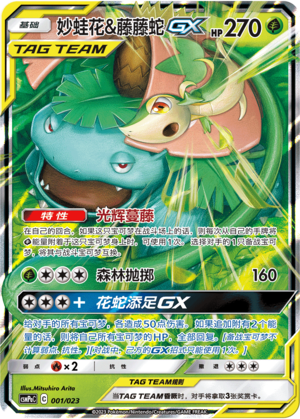 基础 妙蛙花&藤藤蛇GX HP270
TAG TEAM
特性 光辉蔓藤
在自己的回合，如果这只宝可梦在战斗场上的话，则每次从自己的手牌将
能量附着于这只宝可梦身上时，可使用1次。选择对手的1只备战宝可
梦，将其与战斗宝可梦互换。
森林抛掷 160
+ 花蛇添足GX
给对手的所有宝可梦，各造成50点伤害。如果追加附有2个能量
的话，则将自己所有宝可梦的HP，全部回复。[备战宝可梦不
计算弱点、抗性。对战中，己方的GX招式只能使用1次。]
弱点 ×2 抗性 撤退
Illus.Mitsuhiro Arita
CSMPbC C 001/023
TAG TEAM规则
当TAG TEAM昏厥时，对手将拿取3张奖赏卡。
©2023 Pokémon/Nintendo/Creatures/GAME FREAK